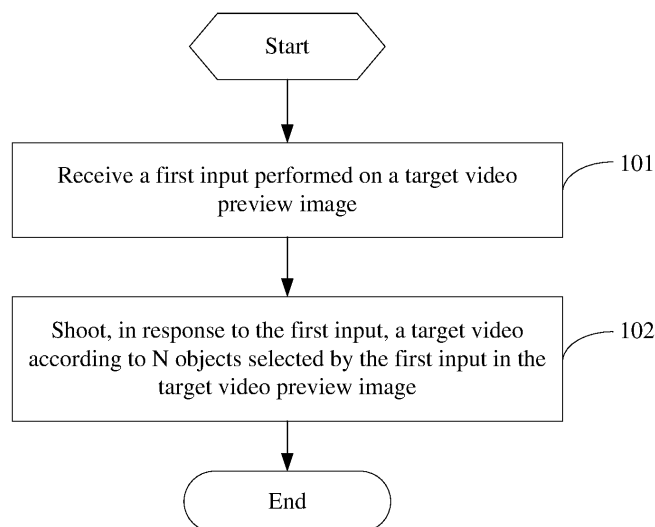 Start
Receive a first input performed on a target video
preview image
101
Shoot, in response to the first input, a target video
according to N objects selected by the first input in the
target video preview image
102
End